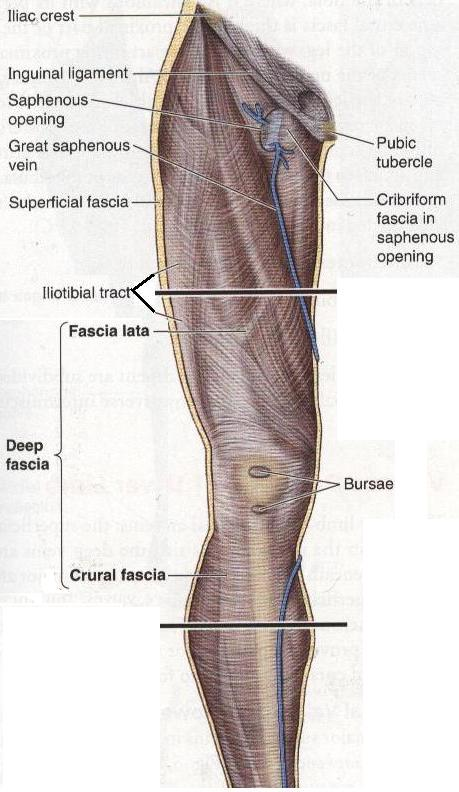 Iliac crest
Inguinal ligament
Saphenous
opening
Great saphenous
vein
Superficial fascia
Pubic
tubercle
Cribriform
fascia in
saphenous
opening
Iliotibial tract
Fascia lata
Deep
fascia
Bursae
Crural fascia